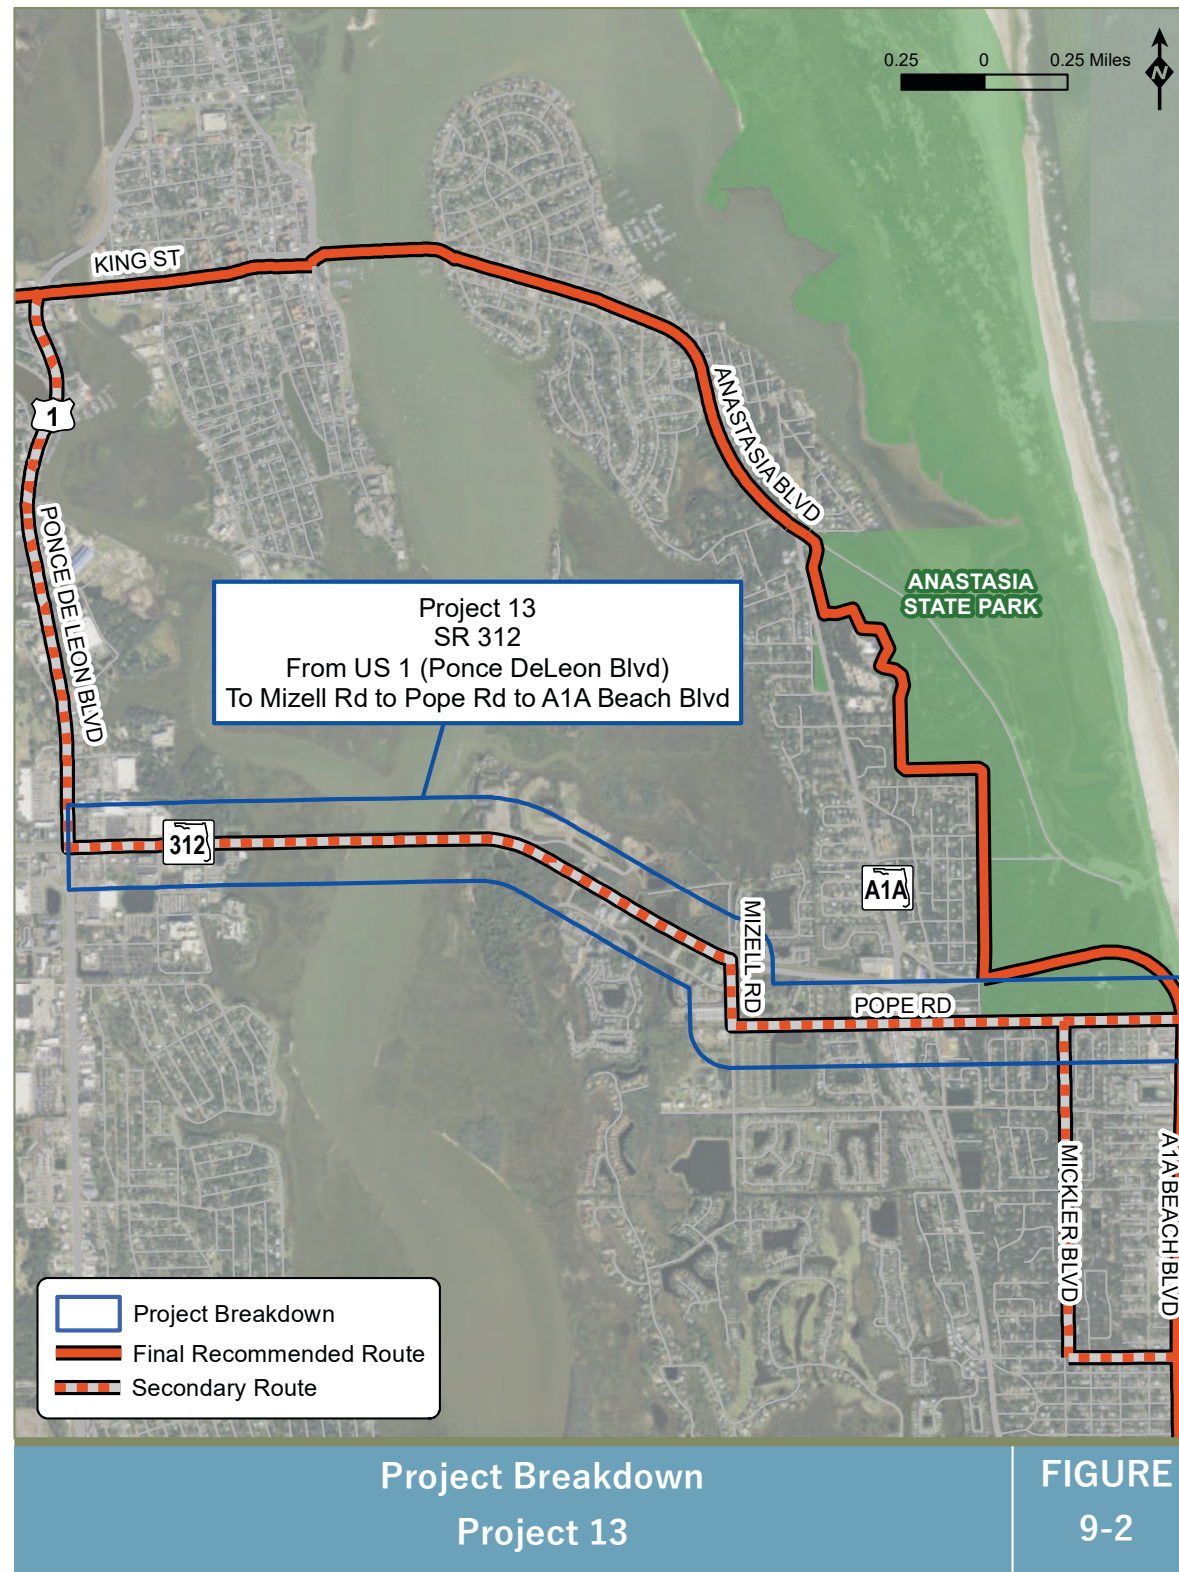 0.25 0 0.25 Miles
N
KING ST
1
ANASTASIA BLVD
PONCE DE LEON BLVD
ANASTASIA
STATE PARK
Project 13
SR 312
From US 1 (Ponce DeLeon Blvd)
To Mizell Rd to Pope Rd to A1A Beach Blvd
312
A1A
MIZELL RD
POPE RD
MICKLER BLVD
A1A BEACH BLVD
Project Breakdown
Final Recommended Route
Secondary Route
Project Breakdown
Project 13
FIGURE
9-2